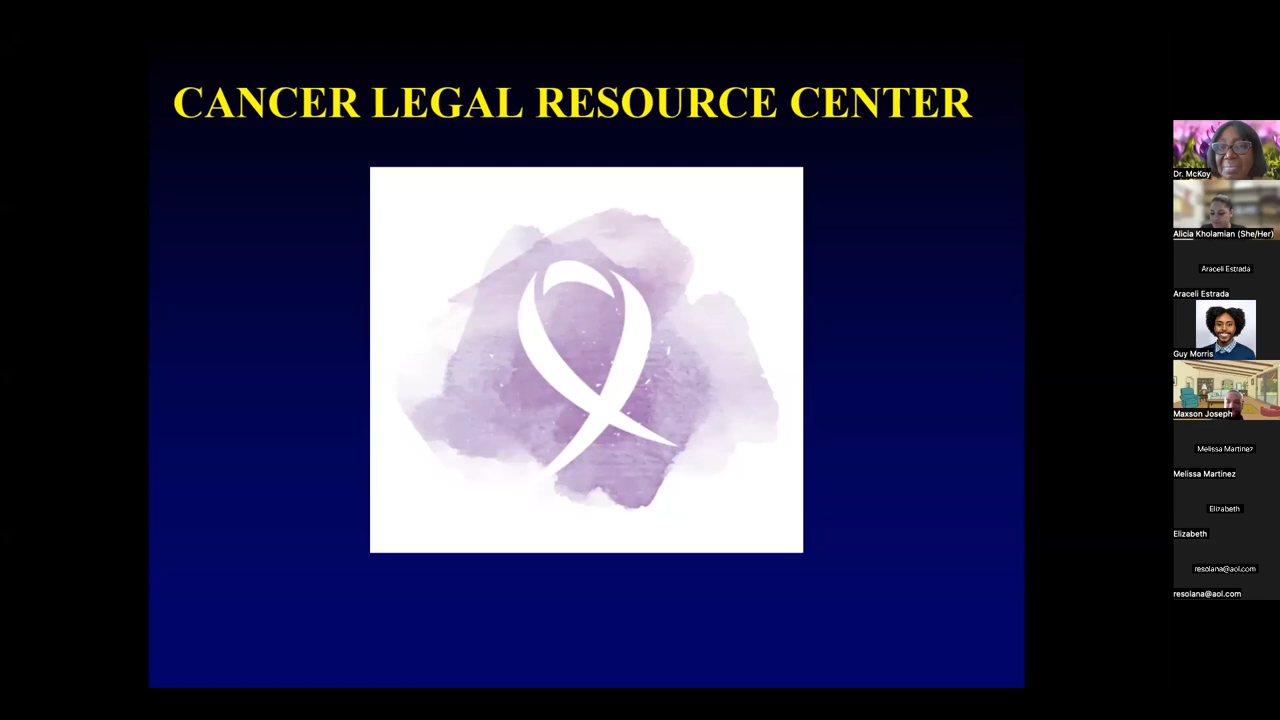 CANCER LEGAL RESOURCE CENTER
Dr. McKoy
Alicia Kholamian (She/Her)
Araceli Estrada
Araceli Estrada
Guy Morris
Maxson Joseph
Melissa Martinez
Melissa Martinez
Elizabeth
Elizabeth
resolana@aol.com
resolana@aol.com